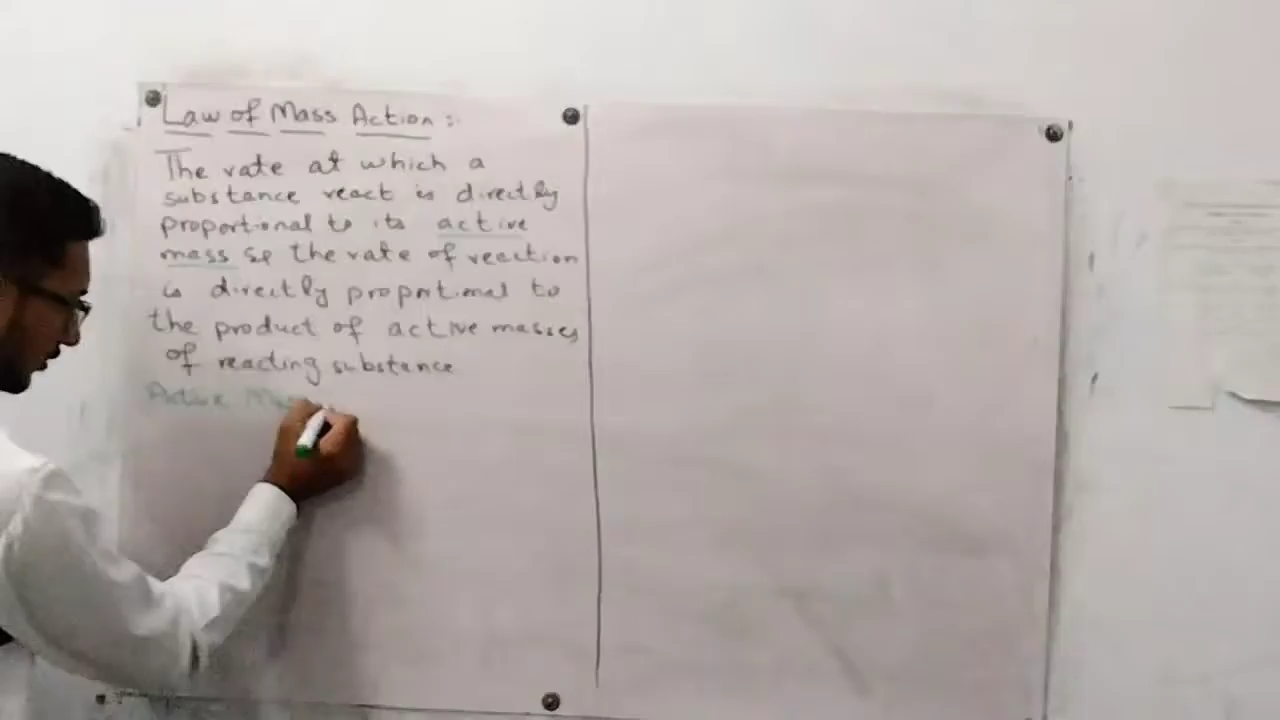 Law of Mass Action :
The rate at which a
substance react is directly
proportional to its active
mass so the rate of reaction
is directly proportional to
the product of active masses
of reacting substance
Active